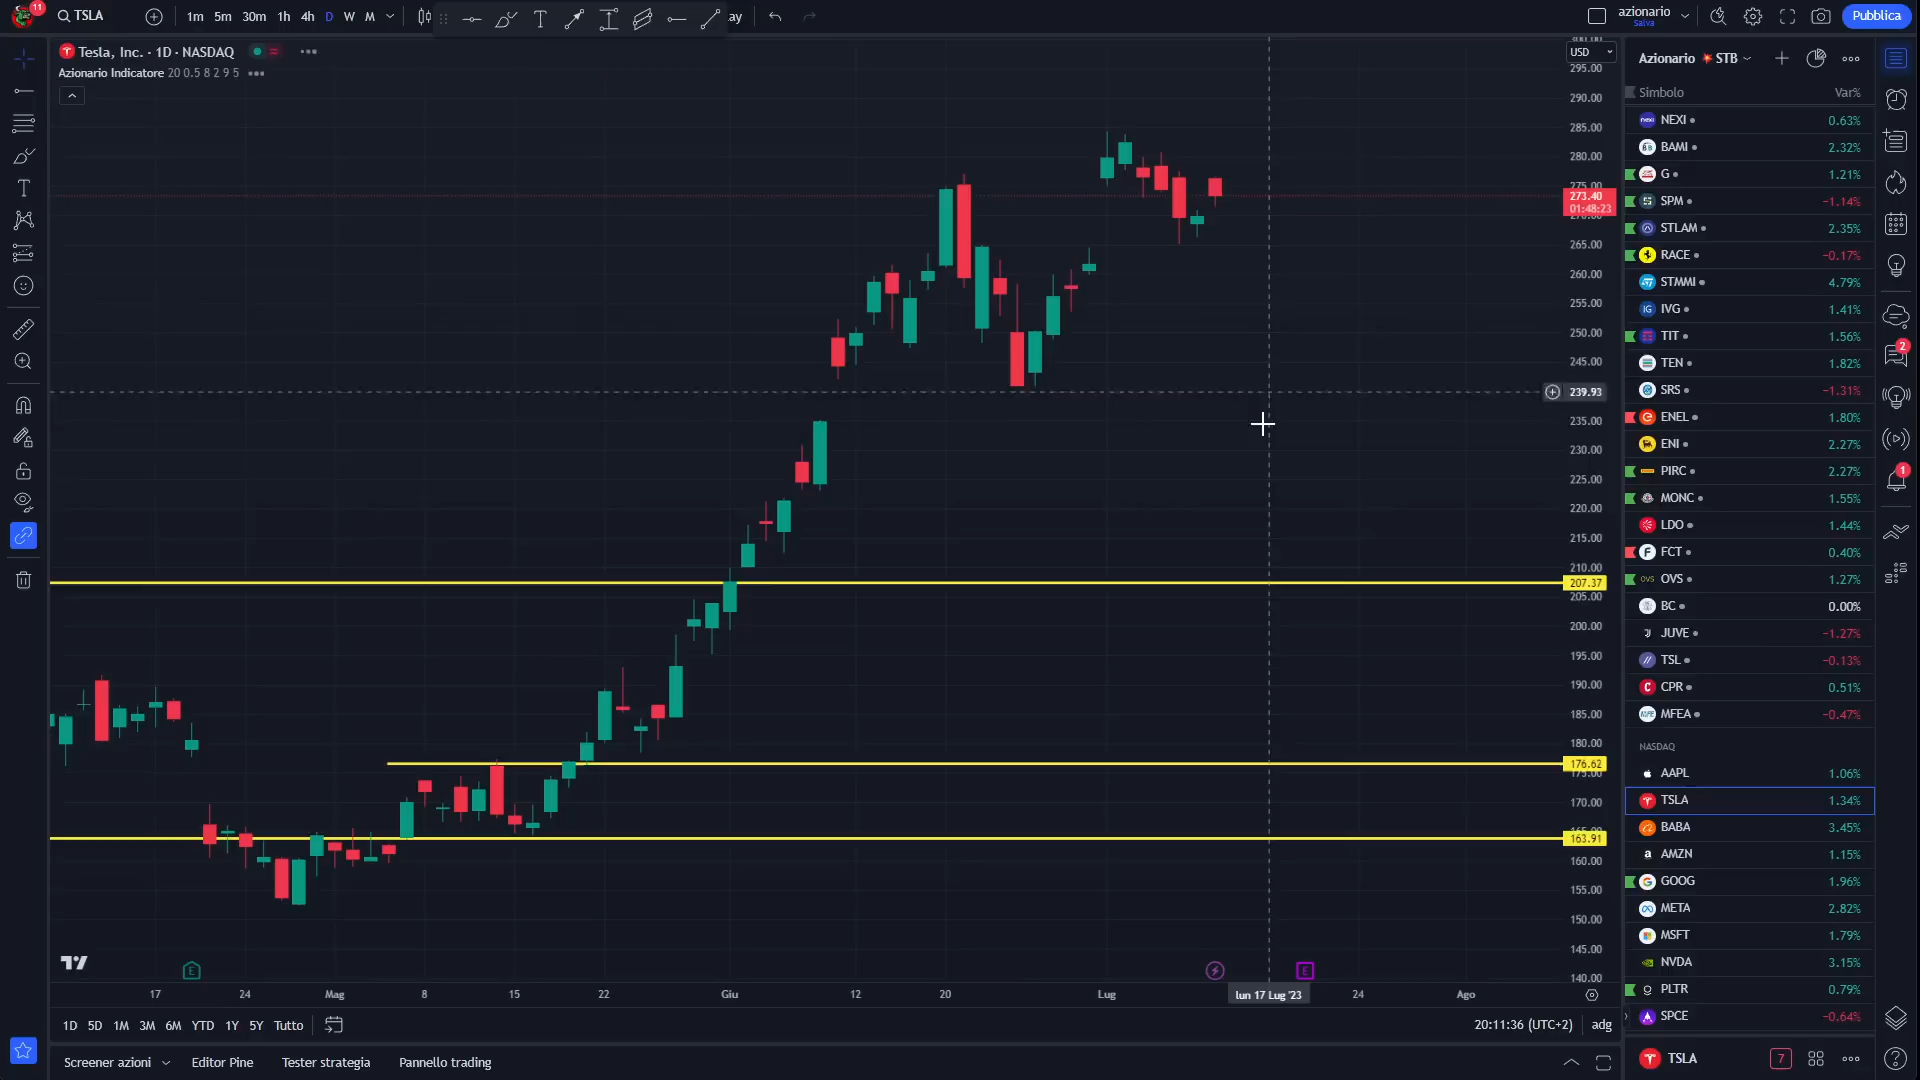 11
TSLA
1m 5m 30m 1h 4h D W M
ay
azionario
Salva
Pubblica
Tesla, Inc. · 1D · NASDAQ
Azionario Indicatore 20 0.5 8 2 9 5
USD
295.00
290.00
285.00
280.00
275.00
273.40
01:48:23
265.00
260.00
255.00
250.00
245.00
239.93
235.00
230.00
225.00
220.00
215.00
210.00
207.37
205.00
200.00
195.00
190.00
185.00
180.00
176.62
175.00
170.00
163.91
160.00
155.00
150.00
145.00
140.00
E
E
17 24 Mag 8 15 22 Giu 12 20 Lug lun 17 Lug '23 24 Ago
1D 5D 1M 3M 6M YTD 1Y 5Y Tutto
20:11:36 (UTC+2) adg
Screener azioni Editor Pine Tester strategia Pannello trading
Azionario STB
Simbolo Var%
NEXI 0.63%
BAMI 2.32%
G 1.21%
SPM −1.14%
STLAM 2.35%
RACE −0.17%
STMMI 4.79%
IVG 1.41%
TIT 1.56%
TEN 1.82%
SRS −1.31%
ENEL 1.80%
ENI 2.27%
PIRC 2.27%
MONC 1.55%
LDO 1.44%
FCT 0.40%
OVS 1.27%
BC 0.00%
JUVE −1.27%
TSL −0.13%
CPR 0.51%
MFEA −0.47%
NASDAQ
AAPL 1.06%
TSLA 1.34%
BABA 3.45%
AMZN 1.15%
GOOG 1.96%
META 2.82%
MSFT 1.79%
NVDA 3.15%
PLTR 0.79%
SPCE −0.64%
TSLA 7
2
1